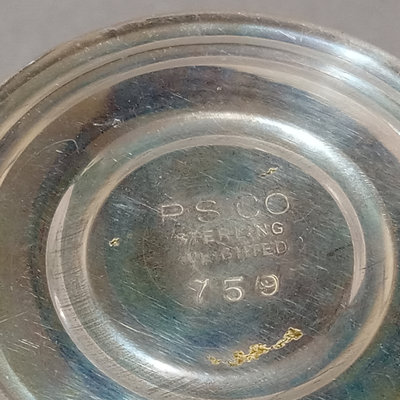 P.S.CO
STERLING
WEIGHTED
759